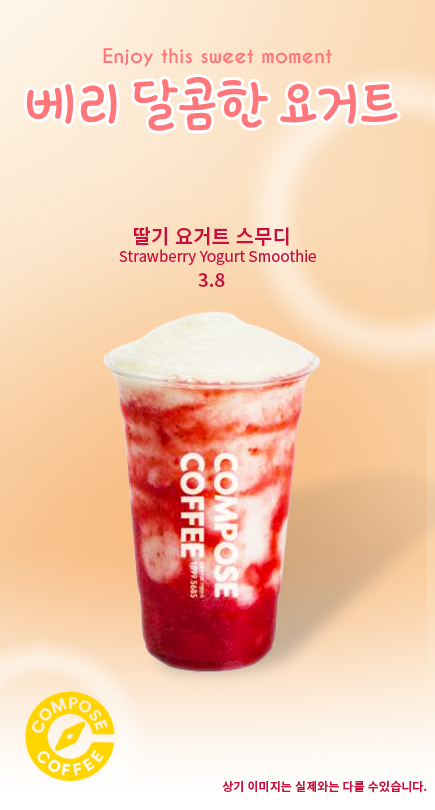 Enjoy this sweet moment
베리 달콤한 요거트
딸기 요거트 스무디
Strawberry Yogurt Smoothie
3.8
COMPOSE
COFFEE
1899.5685
COMPOSE
COFFEE
상기 이미지는 실제와는 다를 수있습니다.